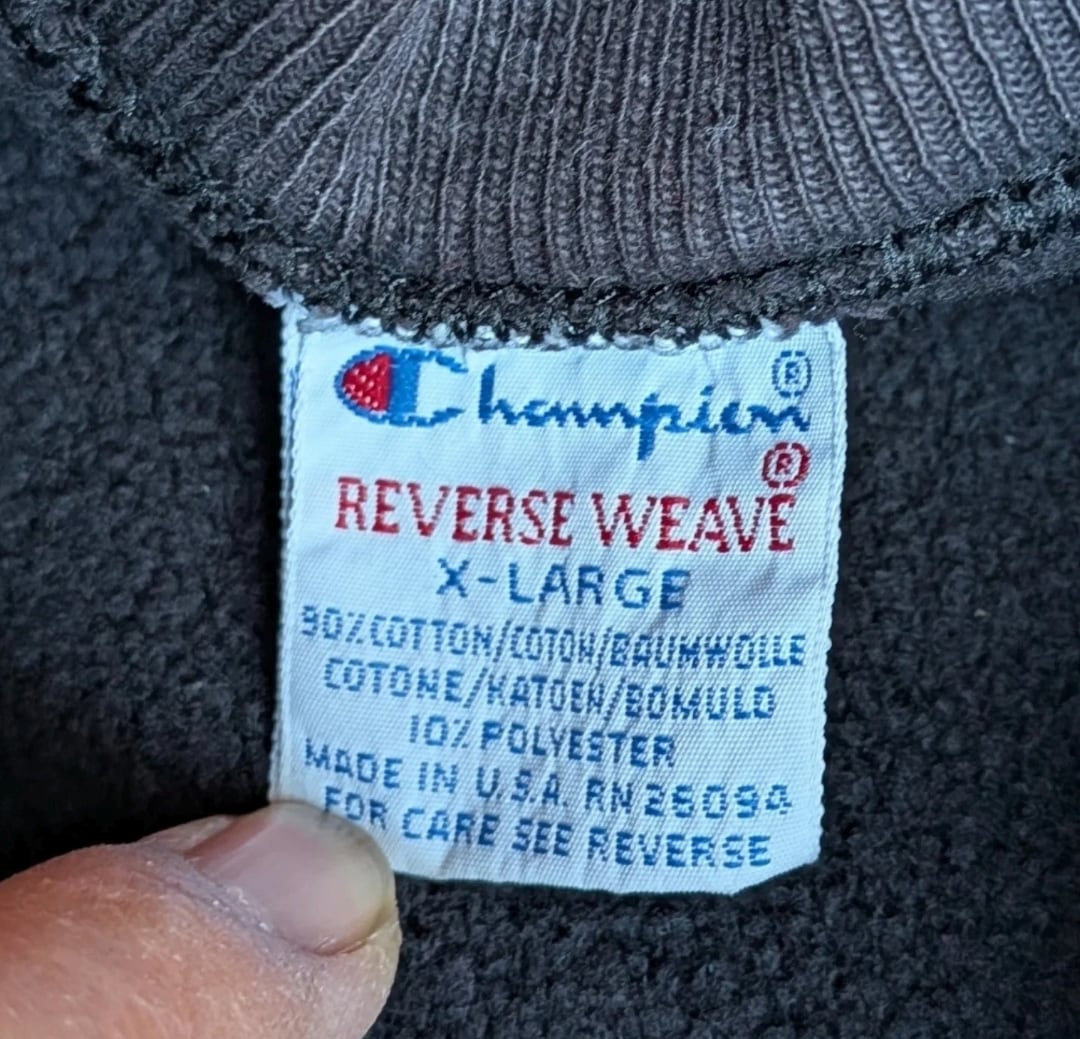 Champion®
REVERSE WEAVE®
X-LARGE
90% COTTON/COTON/BAUMWOLLE
COTONE/KATOEN/BOMULD
10% POLYESTER
MADE IN U.S.A. RN 26094
FOR CARE SEE REVERSE